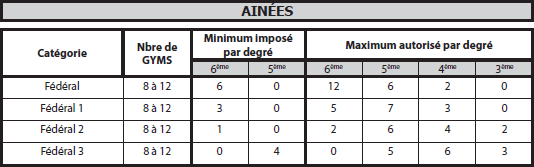 AINÉES
Catégorie Nbre de GYMS Minimum imposé par degré Maximum autorisé par degré
6ème 5ème 6ème 5ème 4ème 3ème
Fédéral 8 à 12 6 0 12 6 2 0
Fédéral 1 8 à 12 3 0 5 7 3 0
Fédéral 2 8 à 12 1 0 2 6 4 2
Fédéral 3 8 à 12 0 4 0 5 6 3